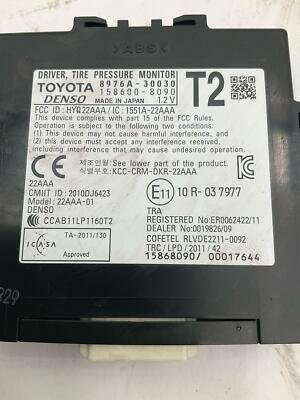 >ABS<
DRIVER, TIRE PRESSURE MONITOR
TOYOTA 8976A-30030
DENSO 158600-8090
MADE IN JAPAN 12V
T2
FCC ID : HYQ22AAA / IC : 1551A-22AAA
This device complies with part 15 of the FCC Rules.
Operation is subject to the following two conditions:
(1) this device may not cause harmful interference, and
(2) this device must accept any interference received,
including interference that may cause undesired operation.
제조연월 : See lower part of the product.
식별부호: KCC-CRM-DKR-22AAA
22AAA
CMIIT ID : 2010DJ6423
Model : 22AAA-01
DENSO
CCAB11LP1160T2
E11 10 R- 03 7977
TRA
REGISTERED No:ER0062422/11
DEALER No:0019826/09
COFETEL RLVDE2211-0092
TRC / LPD / 2011 / 42
15868090/ 00017644
TA-2011/130
ICASA
829